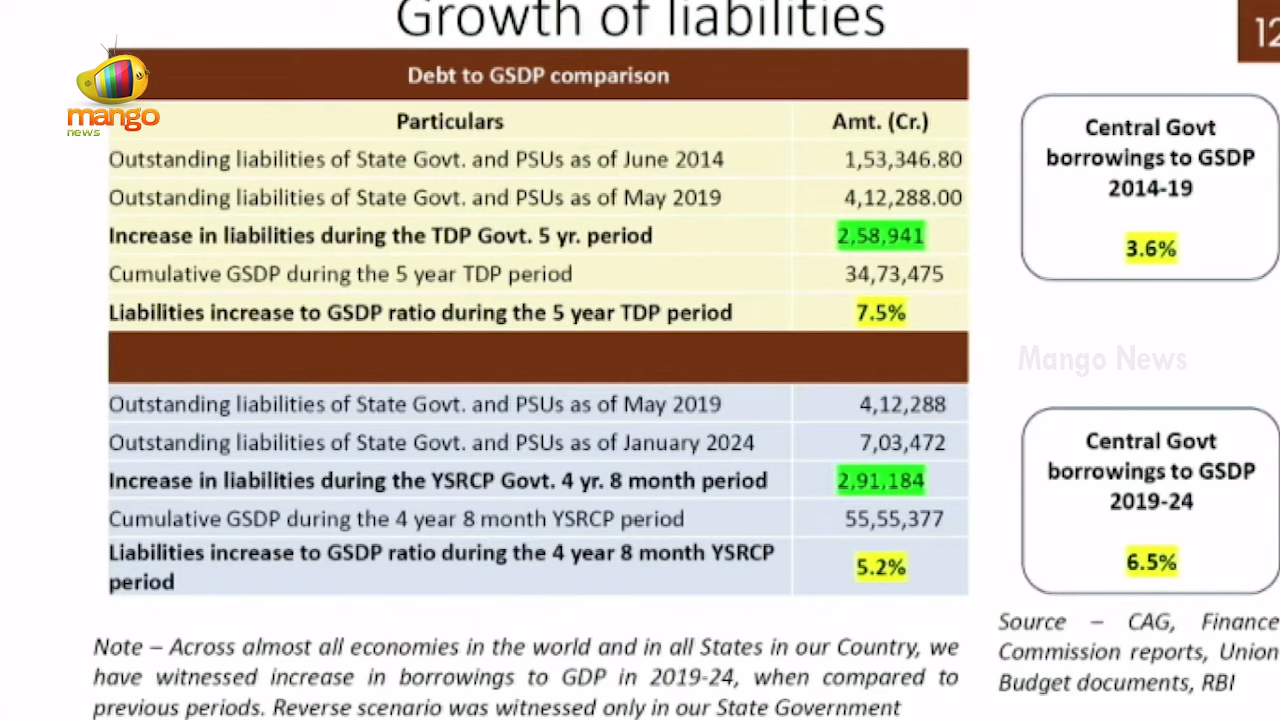 Growth of liabilities
12
mango
news
Debt to GSDP comparison
Particulars Amt. (Cr.)
Outstanding liabilities of State Govt. and PSUs as of June 2014 1,53,346.80
Outstanding liabilities of State Govt. and PSUs as of May 2019 4,12,288.00
Increase in liabilities during the TDP Govt. 5 yr. period 2,58,941
Cumulative GSDP during the 5 year TDP period 34,73,475
Liabilities increase to GSDP ratio during the 5 year TDP period 7.5%
Outstanding liabilities of State Govt. and PSUs as of May 2019 4,12,288
Outstanding liabilities of State Govt. and PSUs as of January 2024 7,03,472
Increase in liabilities during the YSRCP Govt. 4 yr. 8 month period 2,91,184
Cumulative GSDP during the 4 year 8 month YSRCP period 55,55,377
Liabilities increase to GSDP ratio during the 4 year 8 month YSRCP
period 5.2%
Note – Across almost all economies in the world and in all States in our Country, we
have witnessed increase in borrowings to GDP in 2019-24, when compared to
previous periods. Reverse scenario was witnessed only in our State Government
Central Govt
borrowings to GSDP
2014-19
3.6%
Mango News
Central Govt
borrowings to GSDP
2019-24
6.5%
Source – CAG, Finance
Commission reports, Union
Budget documents, RBI